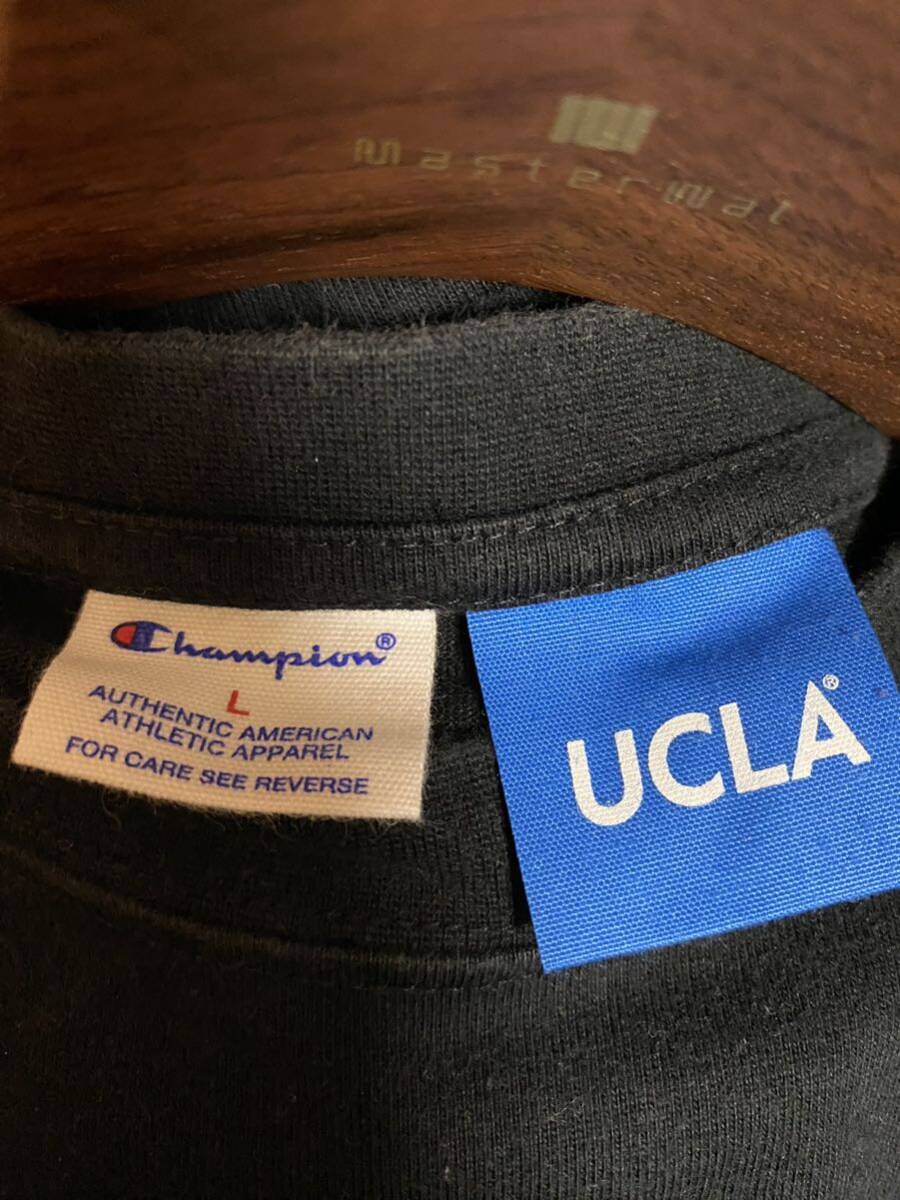 masterwal
Champion®
L
AUTHENTIC AMERICAN
ATHLETIC APPAREL
FOR CARE SEE REVERSE
UCLA®